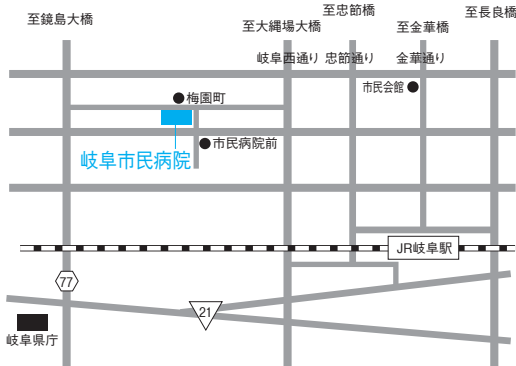 至鏡島大橋
至大縄場大橋
至忠節橋
至金華橋
至長良橋
岐阜西通り
忠節通り
金華通り
市民会館
梅園町
市民病院前
岐阜市民病院
JR岐阜駅
77
21
岐阜県庁